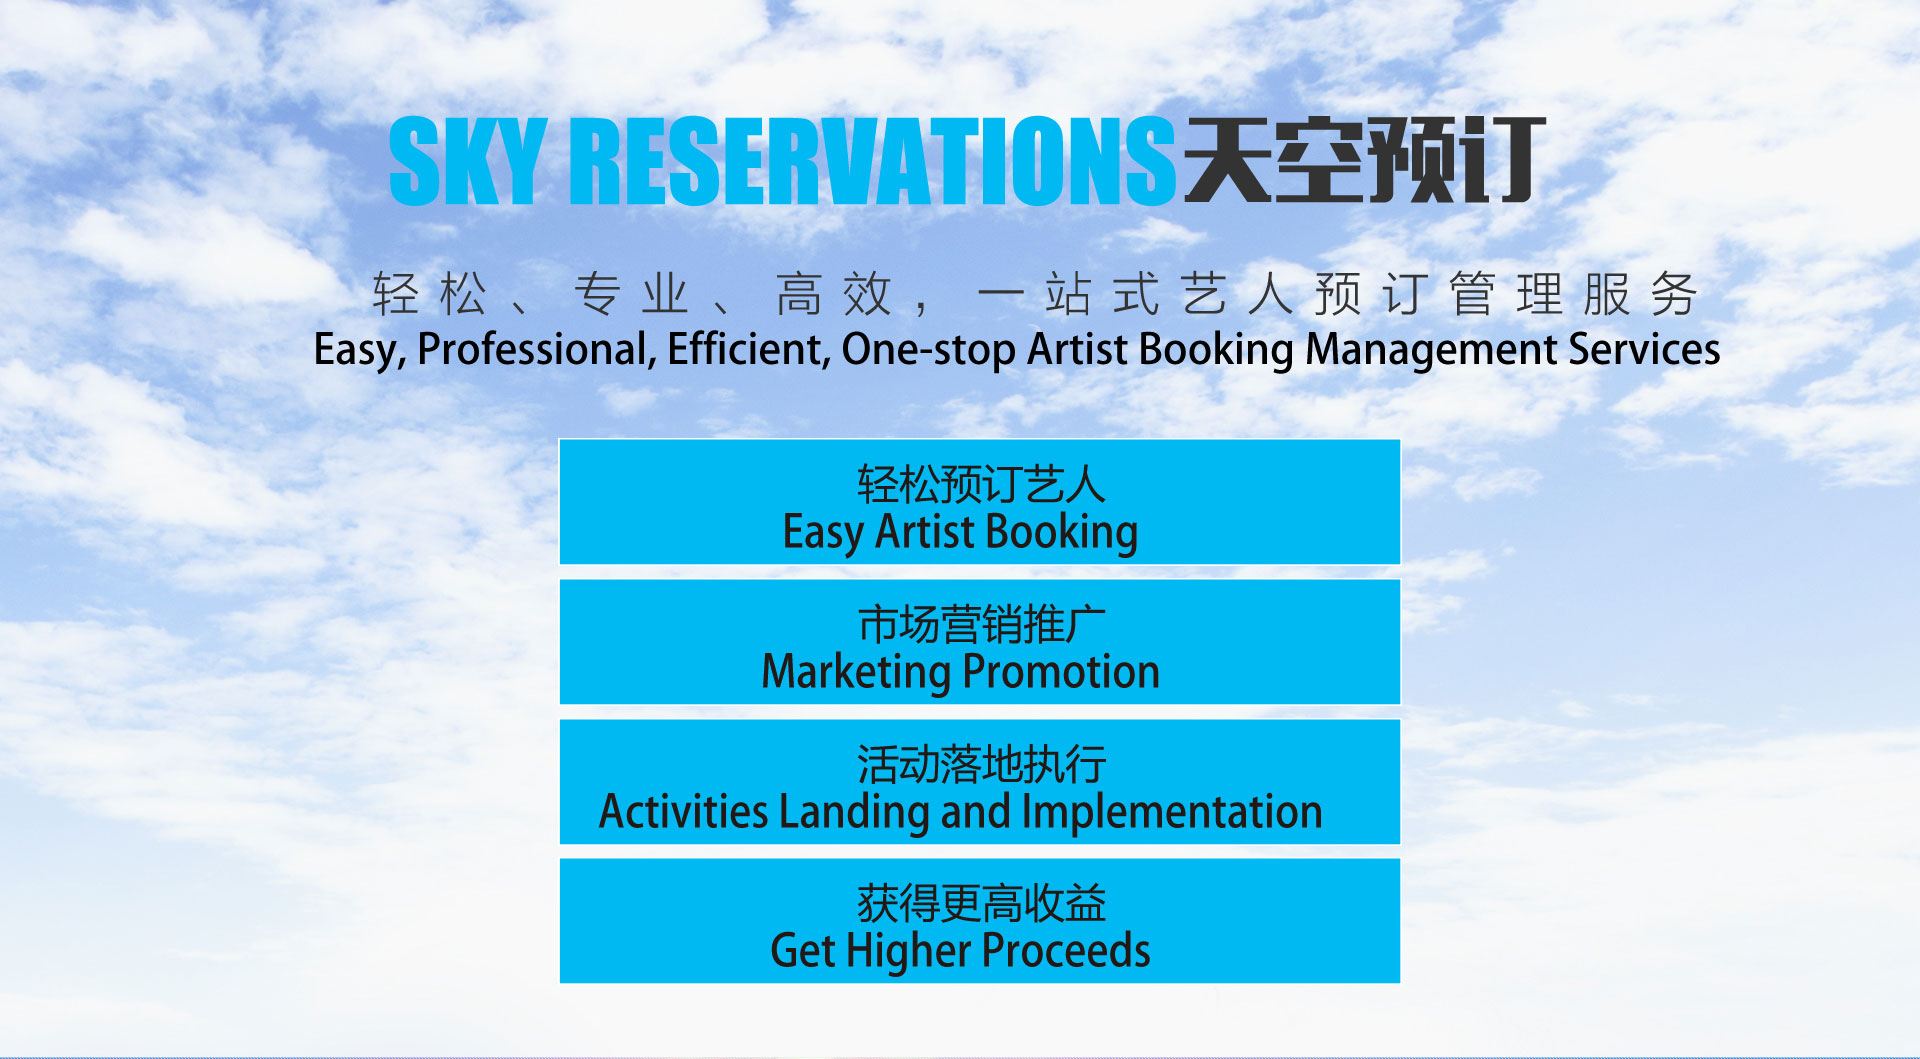 SKY RESERVATIONS天空预订
轻松、专业、高效，一站式艺人预订管理服务
Easy, Professional, Efficient, One-stop Artist Booking Management Services
轻松预订艺人
Easy Artist Booking
市场营销推广
Marketing Promotion
活动落地执行
Activities Landing and Implementation
获得更高收益
Get Higher Proceeds